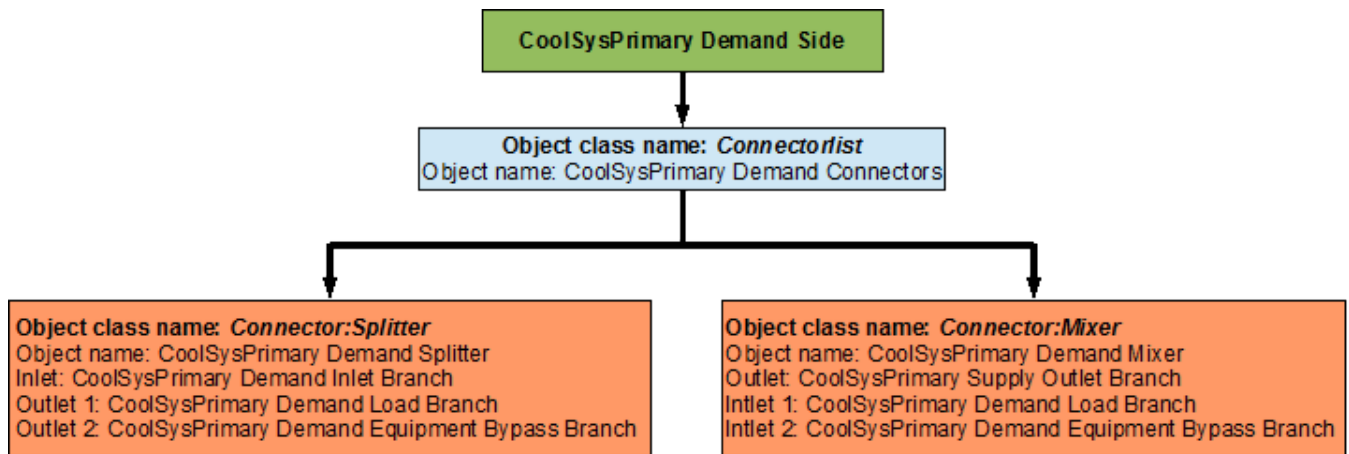 CoolSysPrimary Demand Side
Object class name: Connectorlist
Object name: CoolSysPrimary Demand Connectors
Object class name: Connector:Splitter
Object name: CoolSysPrimary Demand Splitter
Inlet: CoolSysPrimary Demand Inlet Branch
Outlet 1: CoolSysPrimary Demand Load Branch
Outlet 2: CoolSysPrimary Demand Equipment Bypass Branch
Object class name: Connector:Mixer
Object name: CoolSysPrimary Demand Mixer
Outlet: CoolSysPrimary Supply Outlet Branch
Intlet 1: CoolSysPrimary Demand Load Branch
Intlet 2: CoolSysPrimary Demand Equipment Bypass Branch